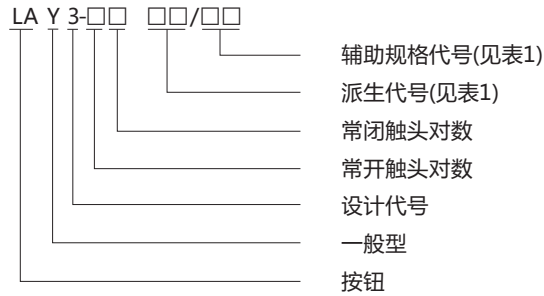 LA Y 3-□□ □□/□□
辅助规格代号(见表1)
派生代号(见表1)
常闭触头对数
常开触头对数
设计代号
一般型
按钮